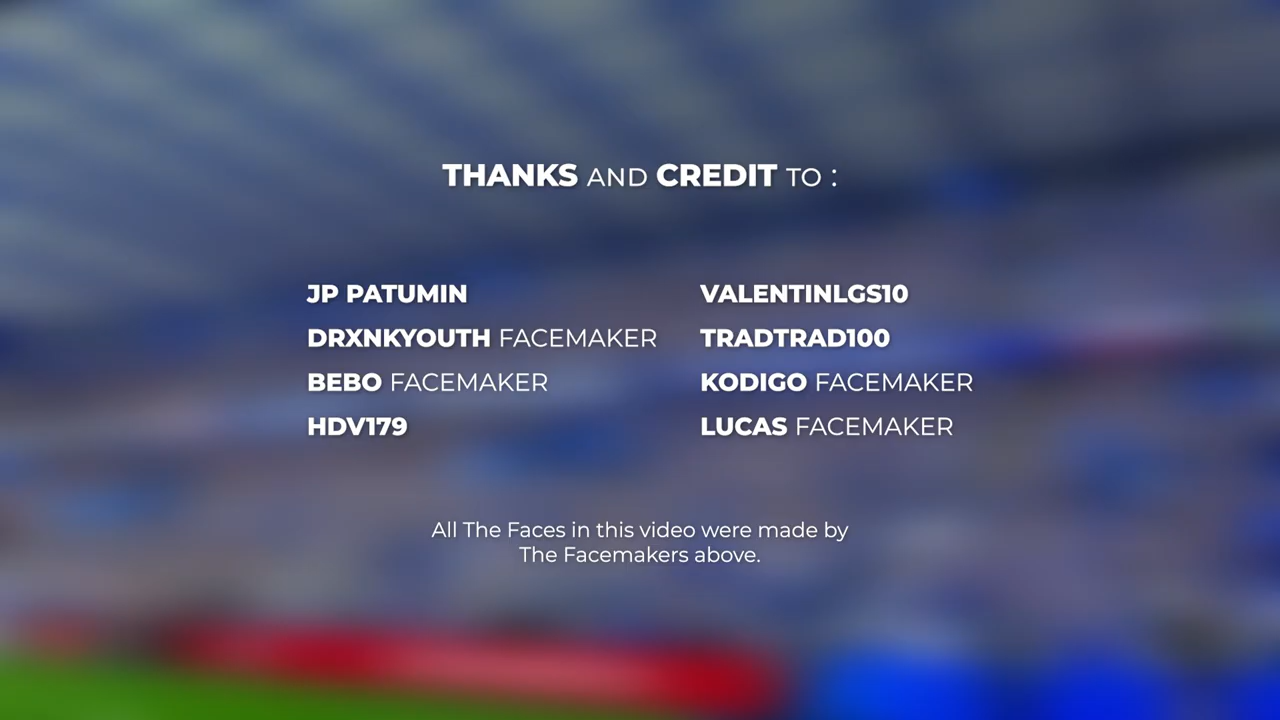 THANKS AND CREDIT TO :
JP PATUMIN
DRXNKYOUTH FACEMAKER
BEBO FACEMAKER
HDV179
VALENTINLGS10
TRADTRAD100
KODIGO FACEMAKER
LUCAS FACEMAKER
All The Faces in this video were made by
The Facemakers above.